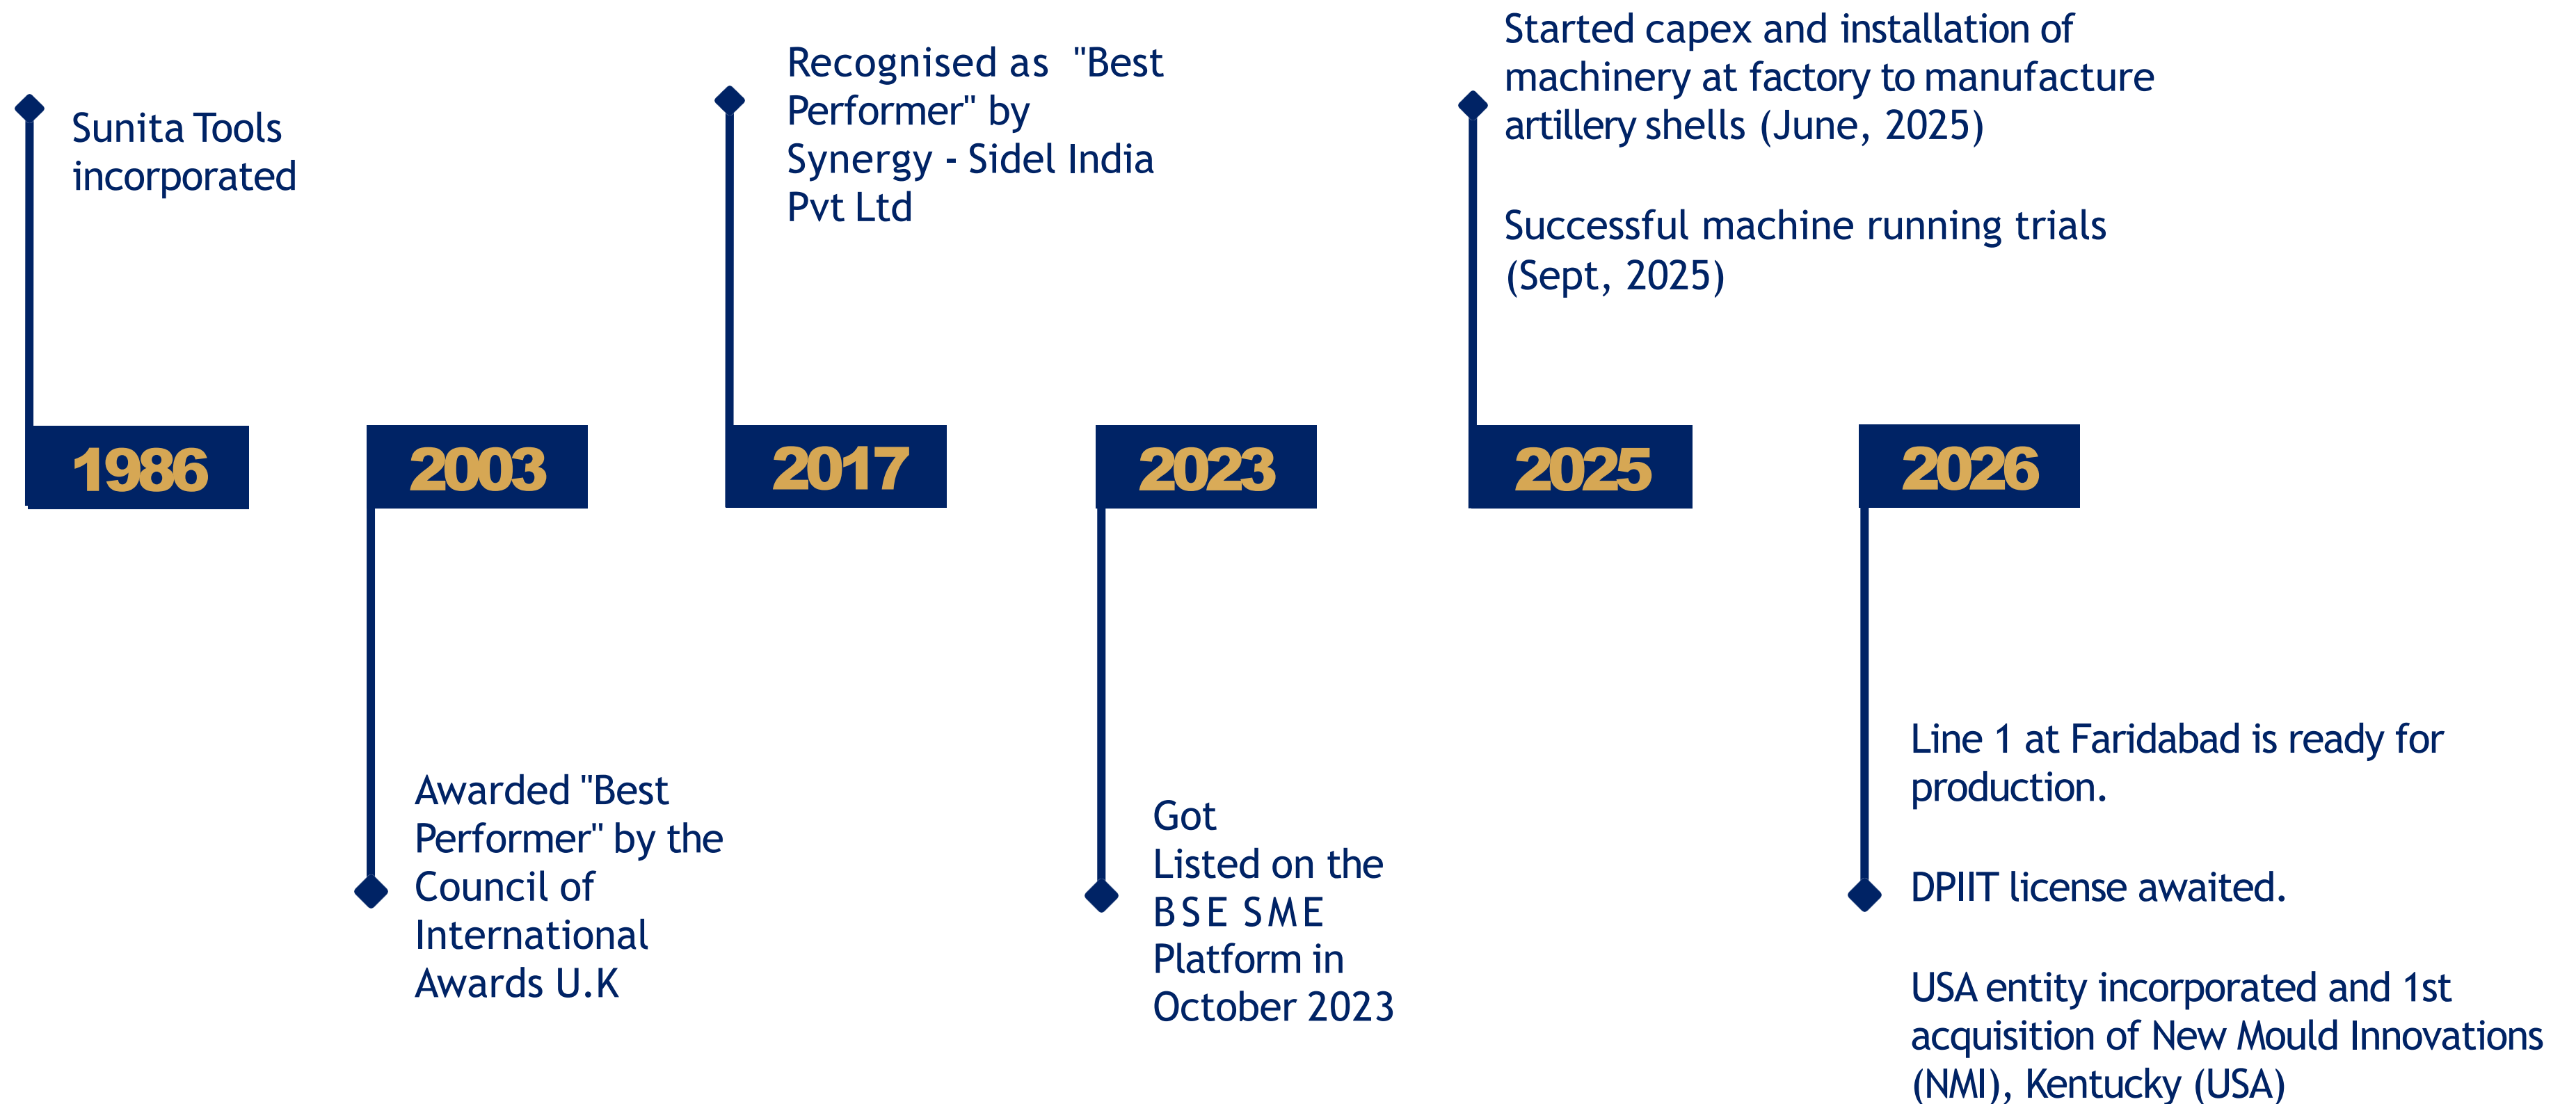 1986
Sunita Tools
incorporated
2003
Awarded "Best
Performer" by the
Council of
International
Awards U.K
2017
Recognised as "Best
Performer" by
Synergy - Sidel India
Pvt Ltd
2023
Got
Listed on the
BSE SME
Platform in
October 2023
2025
Started capex and installation of
machinery at factory to manufacture
artillery shells (June, 2025)
Successful machine running trials
(Sept, 2025)
2026
Line 1 at Faridabad is ready for
production.
DPIIT license awaited.
USA entity incorporated and 1st
acquisition of New Mould Innovations
(NMI), Kentucky (USA)